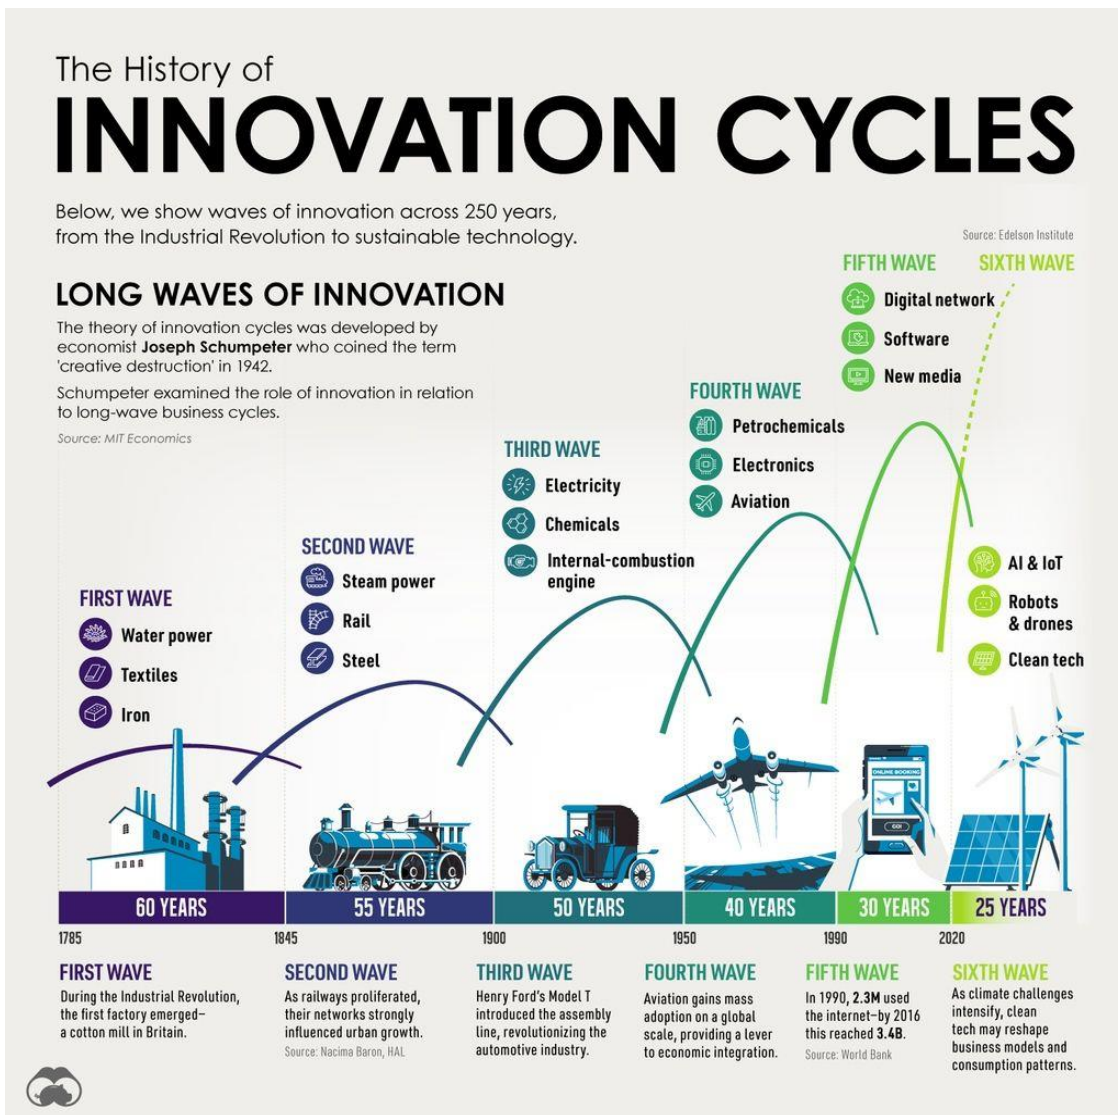 The History of
INNOVATION CYCLES
Below, we show waves of innovation across 250 years,
from the Industrial Revolution to sustainable technology.
Source: Edelson Institute
LONG WAVES OF INNOVATION
The theory of innovation cycles was developed by
economist Joseph Schumpeter who coined the term
'creative destruction' in 1942.
Schumpeter examined the role of innovation in relation
to long-wave business cycles.
Source: MIT Economics
FIRST WAVE
Water power
Textiles
Iron
SECOND WAVE
Steam power
Rail
Steel
THIRD WAVE
Electricity
Chemicals
Internal-combustion
engine
FOURTH WAVE
Petrochemicals
Electronics
Aviation
FIFTH WAVE
Digital network
Software
New media
SIXTH WAVE
AI & IoT
Robots
& drones
Clean tech
ONLINE BOOKING
GO!
60 YEARS
55 YEARS
50 YEARS
40 YEARS
30 YEARS
25 YEARS
1785
1845
1900
1950
1990
2020
FIRST WAVE
During the Industrial Revolution,
the first factory emerged–
a cotton mill in Britain.
SECOND WAVE
As railways proliferated,
their networks strongly
influenced urban growth.
Source: Nacima Baron, HAL
THIRD WAVE
Henry Ford's Model T
introduced the assembly
line, revolutionizing the
automotive industry.
FOURTH WAVE
Aviation gains mass
adoption on a global
scale, providing a lever
to economic integration.
FIFTH WAVE
In 1990, 2.3M used
the internet–by 2016
this reached 3.4B.
Source: World Bank
SIXTH WAVE
As climate challenges
intensify, clean
tech may reshape
business models and
consumption patterns.